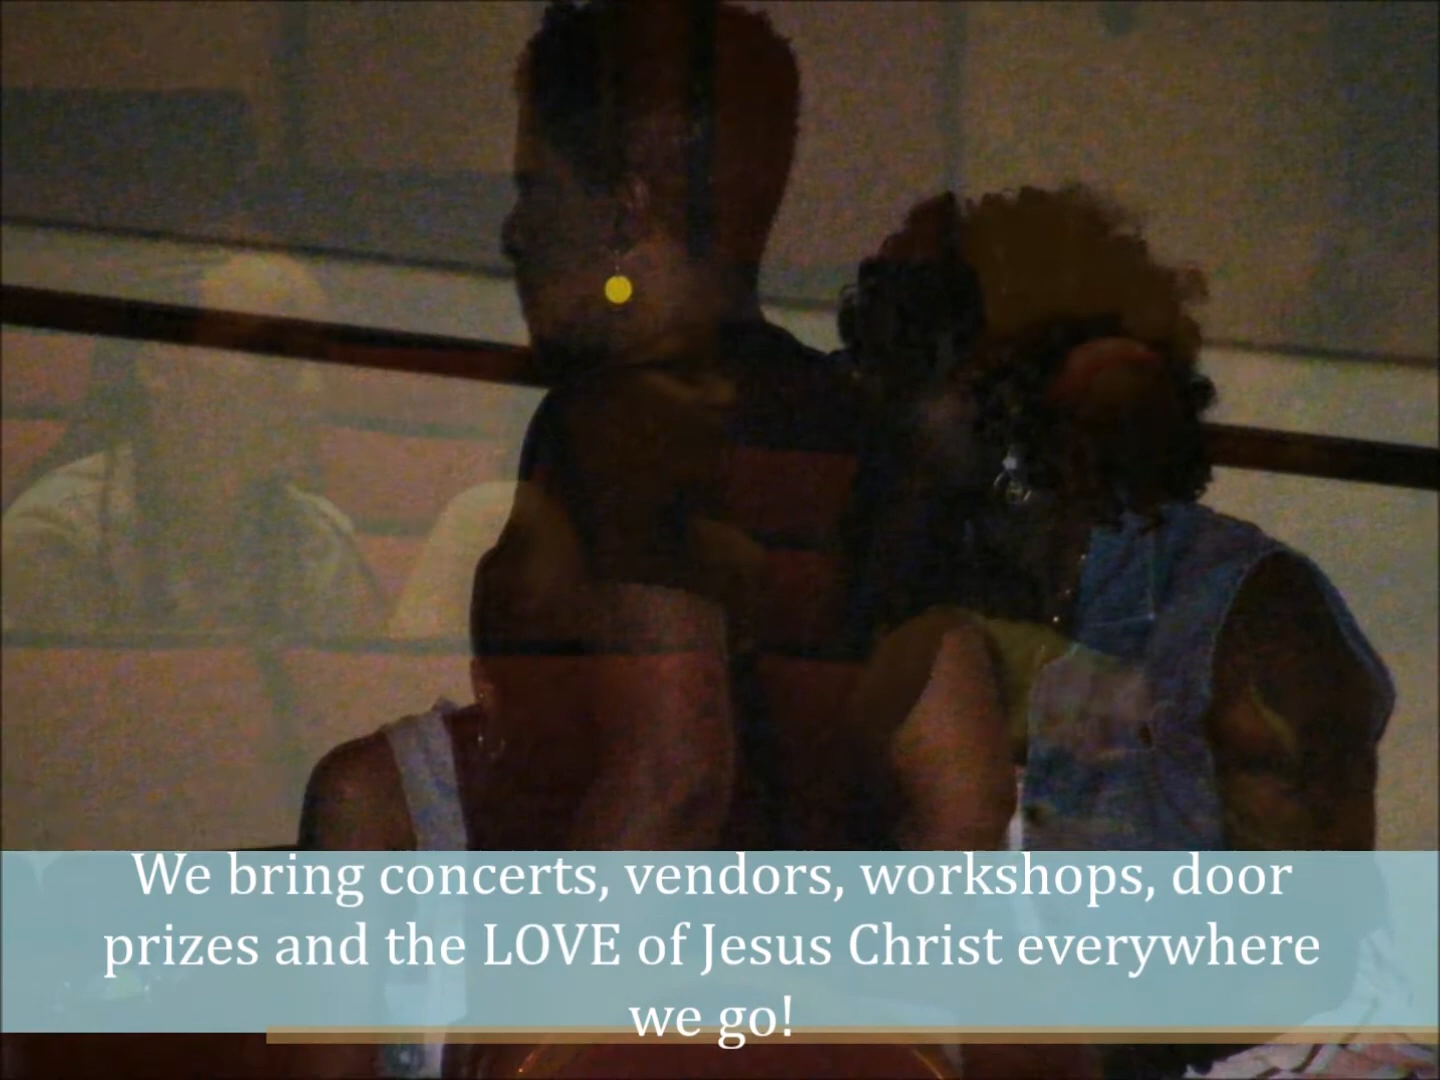 We bring concerts, vendors, workshops, door
prizes and the LOVE of Jesus Christ everywhere
we go!